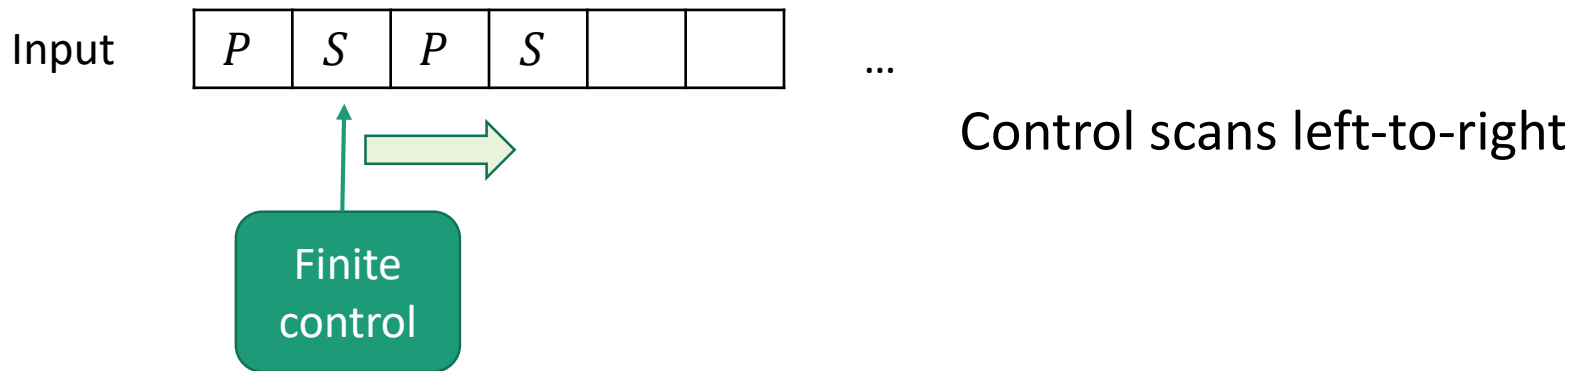 Input P S P S ...
Control scans left-to-right
Finite
control